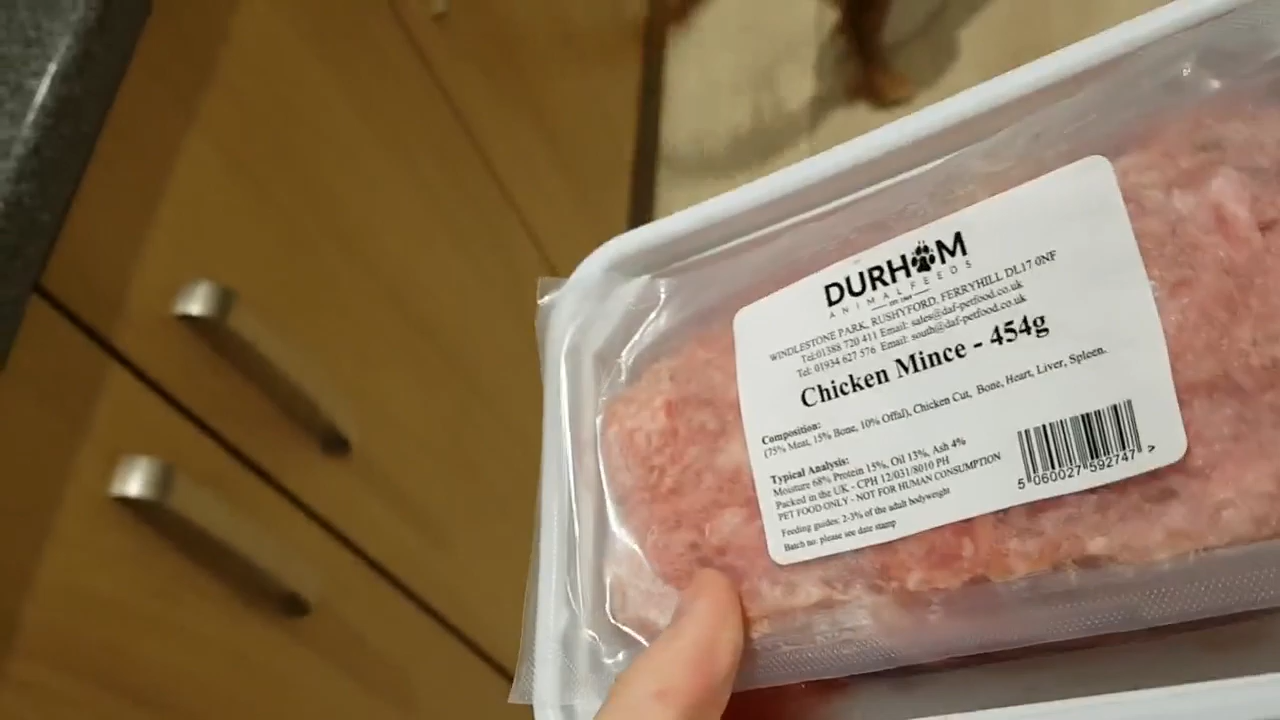 DURHAM
ANIMALFEEDS
WINDLESTONE PARK, RUSHYFORD, FERRYHILL DL17 0NF
Tel:01388 720 411 Email: sales@daf-petfood.co.uk
Tel: 01934 627 576 Email: south@daf-petfood.co.uk
Chicken Mince - 454g
Composition:
(75% Meat, 15% Bone, 10% Offal), Chicken Cut, Bone, Heart, Liver, Spleen.
Typical Analysis:
Moisture 68% Protein 15%, Oil 13%, Ash 4%
Packed in the UK - CPH 12/031/8010 PH
PET FOOD ONLY - NOT FOR HUMAN CONSUMPTION
Feeding guides: 2-3% of the adult bodyweight
Batch no: please see date stamp
5 060027 592747 >